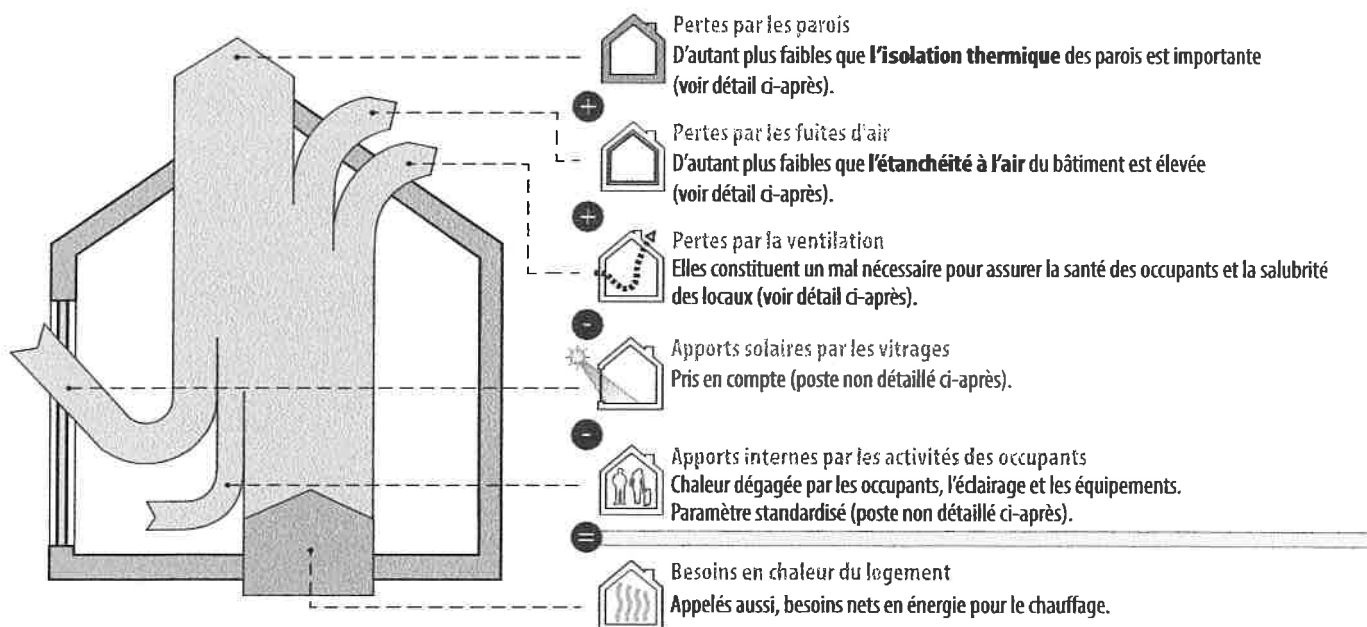 Pertes par les parois
D'autant plus faibles que l'isolation thermique des parois est importante
(voir détail ci-après).
+
Pertes par les fuites d'air
D'autant plus faibles que l'étanchéité à l'air du bâtiment est élevée
(voir détail ci-après).
+
Pertes par la ventilation
Elles constituent un mal nécessaire pour assurer la santé des occupants et la salubrité
des locaux (voir détail ci-après).
-
Apports solaires par les vitrages
Pris en compte (poste non détaillé ci-après).
-
Apports internes par les activités des occupants
Chaleur dégagée par les occupants, l'éclairage et les équipements.
Paramètre standardisé (poste non détaillé ci-après).
=
Besoins en chaleur du logement
Appelés aussi, besoins nets en énergie pour le chauffage.